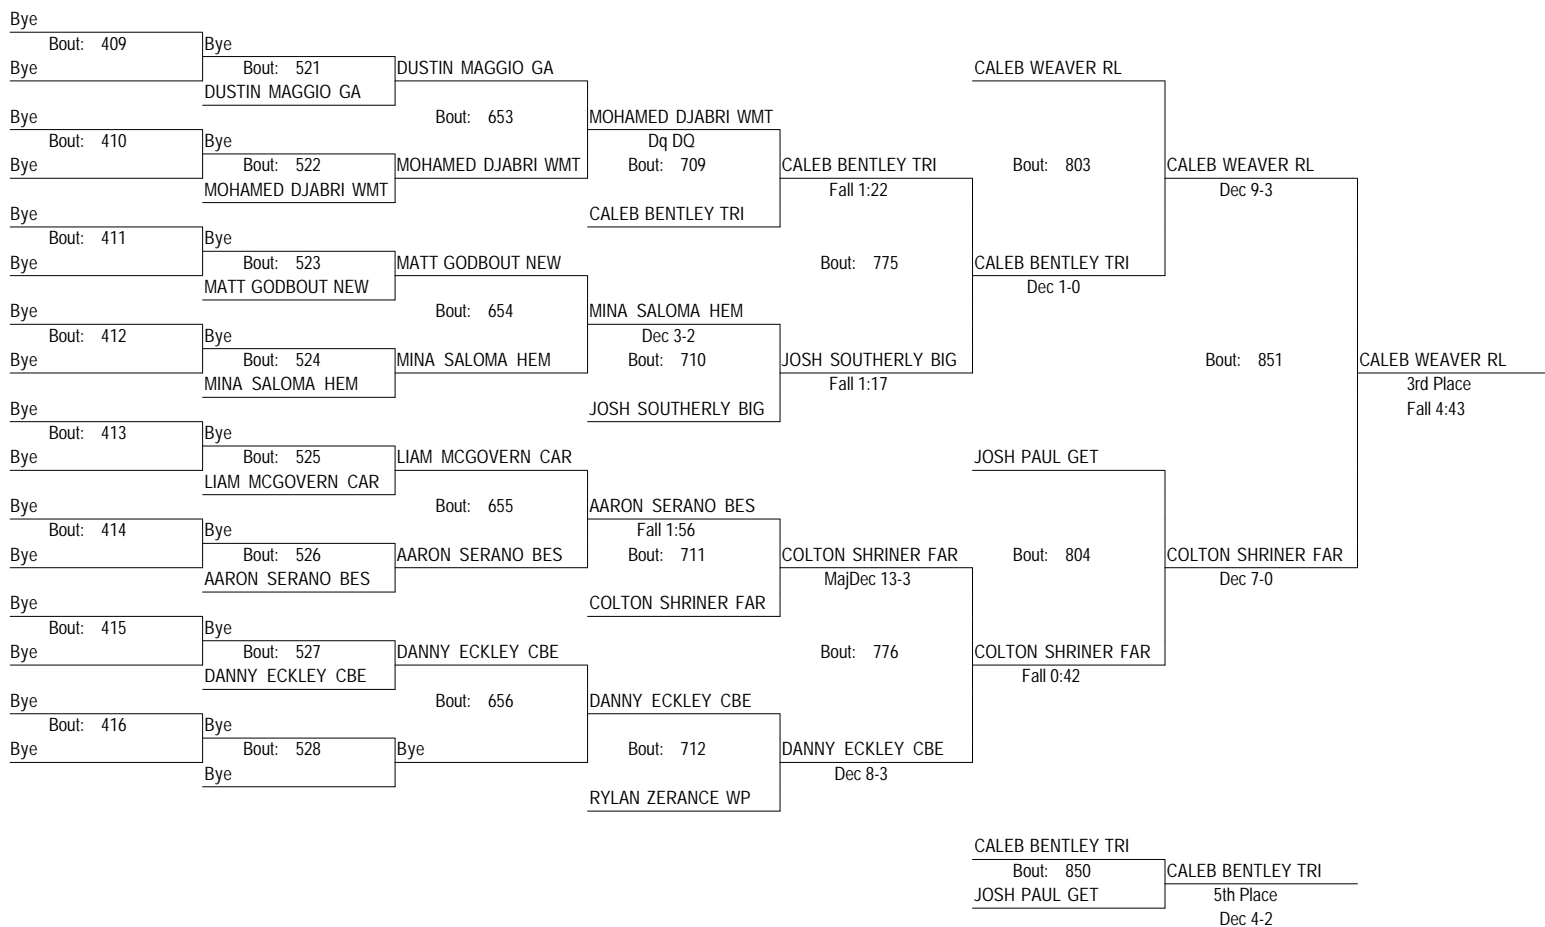 Bye
Bout: 409
Bye
Bye
Bout: 410
Bye
Bye
Bout: 411
Bye
Bye
Bout: 412
Bye
Bye
Bout: 413
Bye
Bye
Bout: 414
Bye
Bye
Bout: 415
Bye
Bye
Bout: 416
Bye
Bye
Bout: 521
DUSTIN MAGGIO GA
Bye
Bout: 522
MOHAMED DJABRI WMT
Bye
Bout: 523
MATT GODBOUT NEW
Bye
Bout: 524
MINA SALOMA HEM
Bye
Bout: 525
LIAM MCGOVERN CAR
Bye
Bout: 526
AARON SERANO BES
Bye
Bout: 527
DANNY ECKLEY CBE
Bye
Bout: 528
Bye
DUSTIN MAGGIO GA
Bout: 653
MOHAMED DJABRI WMT
MATT GODBOUT NEW
Bout: 654
MINA SALOMA HEM
LIAM MCGOVERN CAR
Bout: 655
AARON SERANO BES
DANNY ECKLEY CBE
Bout: 656
Bye
MOHAMED DJABRI WMT
Dq DQ
Bout: 709
CALEB BENTLEY TRI
MINA SALOMA HEM
Dec 3-2
Bout: 710
JOSH SOUTHERLY BIG
AARON SERANO BES
Fall 1:56
Bout: 711
COLTON SHRINER FAR
DANNY ECKLEY CBE
Bout: 712
RYLAN ZERANCE WP
CALEB BENTLEY TRI
Fall 1:22
Bout: 775
JOSH SOUTHERLY BIG
Fall 1:17
COLTON SHRINER FAR
MajDec 13-3
Bout: 776
DANNY ECKLEY CBE
Dec 8-3
CALEB WEAVER RL
Bout: 803
CALEB BENTLEY TRI
Dec 1-0
JOSH PAUL GET
Bout: 804
COLTON SHRINER FAR
Fall 0:42
CALEB WEAVER RL
Dec 9-3
Bout: 851
COLTON SHRINER FAR
Dec 7-0
CALEB WEAVER RL
3rd Place
Fall 4:43
CALEB BENTLEY TRI
Bout: 850
JOSH PAUL GET
CALEB BENTLEY TRI
5th Place
Dec 4-2